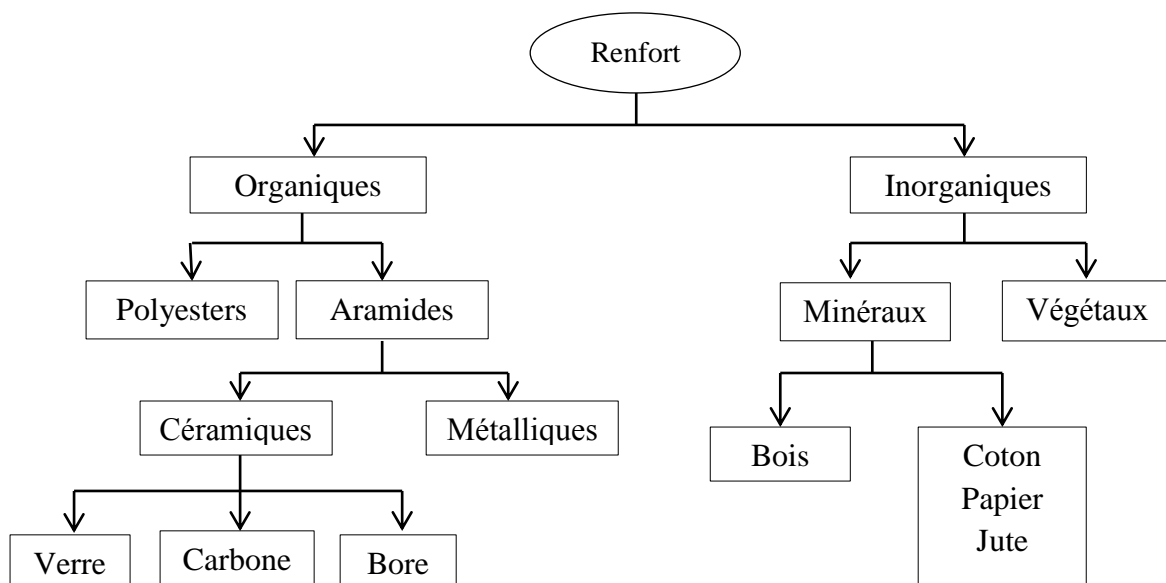 Renfort
Organiques
Inorganiques
Polyesters
Aramides
Minéraux
Végétaux
Céramiques
Métalliques
Bois
Coton
Papier
Jute
Verre
Carbone
Bore